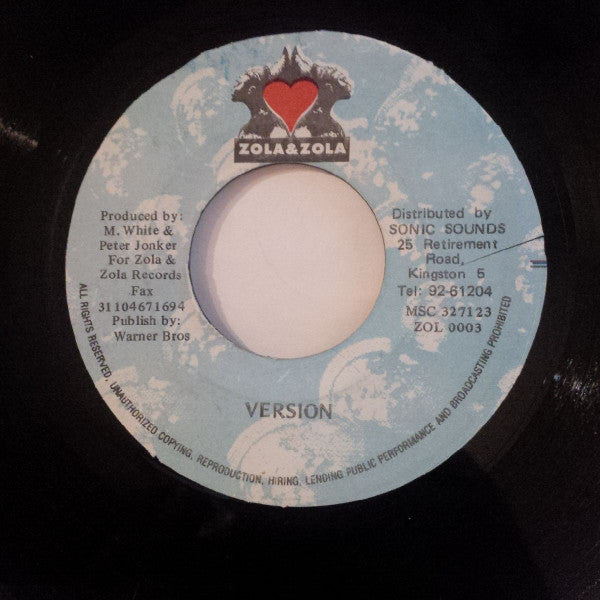 ZOLA & ZOLA
Produced by:
M. White &
Peter Jonker
For Zola &
Zola Records
Fax
31104671694
Publish by:
Warner Bros
Distributed by
SONIC SOUNDS
25 Retirement
Road,
Kingston 5
Tel: 92-61204
MSC 327123
ZOL 0003
VERSION
ALL RIGHTS RESERVED, UNAUTHORIZED COPYING, REPRODUCTION, HIRING, LENDING PUBLIC PERFORMANCE AND BROADCASTING PROHIBITED